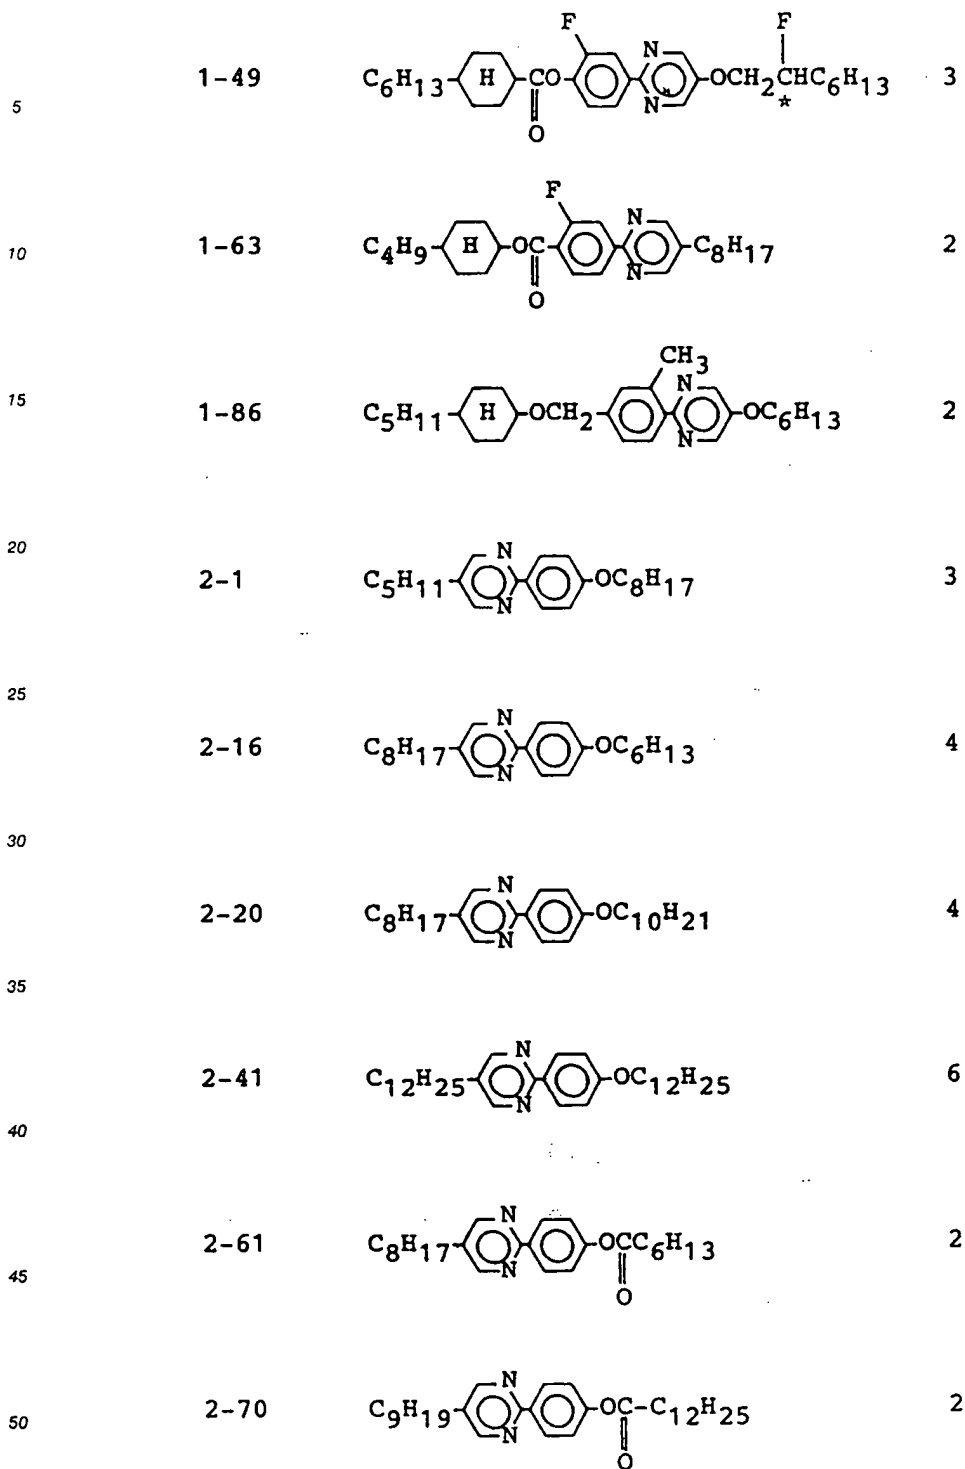 F F
1-49 C6H13 H CO N N OCH2CHC6H13 3
5 O ☆
F
10 1-63 C4H9 H OC N N C8H17 2
O
CH3
15 1-86 C5H11 H OCH2 N N OC6H13 2
20 2-1 C5H11 N N OC8H17 3
25
2-16 C8H17 N N OC6H13 4
30
2-20 C8H17 N N OC10H21 4
35
2-41 C12H25 N N OC12H25 6
40
2-61 C8H17 N N OCC6H13 2
45 O
2-70 C9H19 N N OC-C12H25 2
50 O